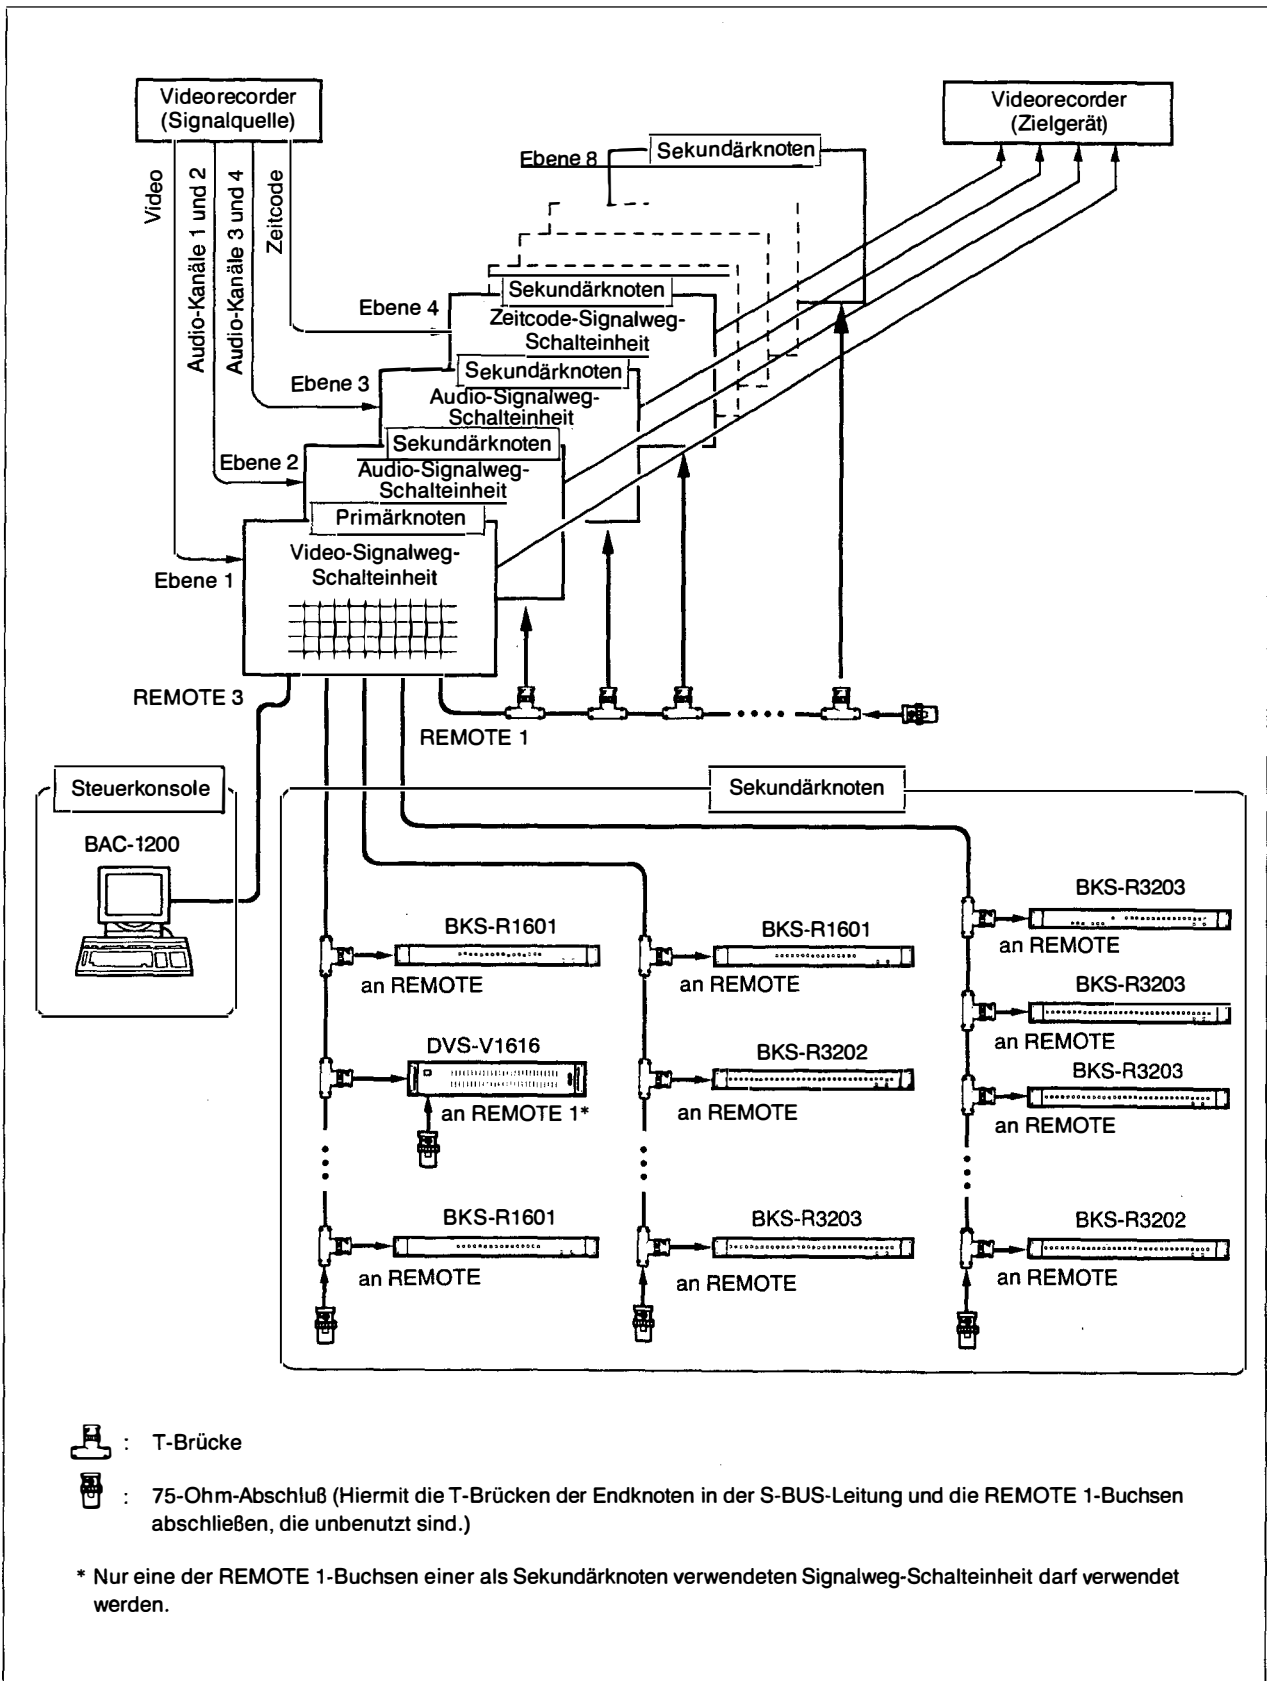 Videorecorder
(Signalquelle)
Videorecorder
(Zielgerät)
Video
Audio-Kanäle 1 und 2
Audio-Kanäle 3 und 4
Zeitcode
Ebene 8
Sekundärknoten
Ebene 4
Sekundärknoten
Zeitcode-Signalweg-
Schalteinheit
Ebene 3
Sekundärknoten
Audio-Signalweg-
Schalteinheit
Ebene 2
Sekundärknoten
Audio-Signalweg-
Schalteinheit
Primärknoten
Ebene 1
Video-Signalweg-
Schalteinheit
REMOTE 3
REMOTE 1
Steuerkonsole
BAC-1200
Sekundärknoten
BKS-R1601
an REMOTE
DVS-V1616
an REMOTE 1*
BKS-R1601
an REMOTE
BKS-R1601
an REMOTE
BKS-R3202
an REMOTE
BKS-R3203
an REMOTE
BKS-R3203
an REMOTE
BKS-R3203
an REMOTE
BKS-R3203
an REMOTE
BKS-R3202
an REMOTE
: T-Brücke
: 75-Ohm-Abschluß (Hiermit die T-Brücken der Endknoten in der S-BUS-Leitung und die REMOTE 1-Buchsen
abschließen, die unbenutzt sind.)
* Nur eine der REMOTE 1-Buchsen einer als Sekundärknoten verwendeten Signalweg-Schalteinheit darf verwendet
werden.